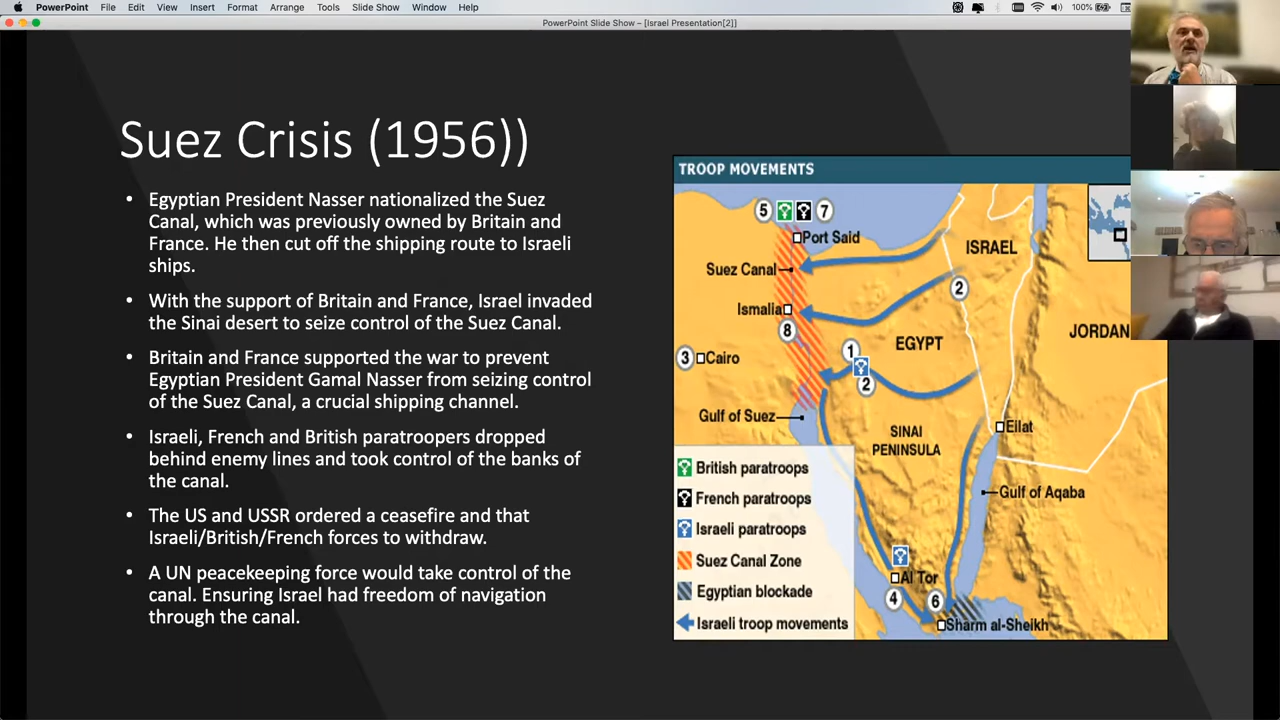 PowerPoint File Edit View Insert Format Arrange Tools Slide Show Window Help 100%
PowerPoint Slide Show – [Israel Presentation[2]]
Suez Crisis (1956))
• Egyptian President Nasser nationalized the Suez
Canal, which was previously owned by Britain and
France. He then cut off the shipping route to Israeli
ships.
• With the support of Britain and France, Israel invaded
the Sinai desert to seize control of the Suez Canal.
• Britain and France supported the war to prevent
Egyptian President Gamal Nasser from seizing control
of the Suez Canal, a crucial shipping channel.
• Israeli, French and British paratroopers dropped
behind enemy lines and took control of the banks of
the canal.
• The US and USSR ordered a ceasefire and that
Israeli/British/French forces to withdraw.
• A UN peacekeeping force would take control of the
canal. Ensuring Israel had freedom of navigation
through the canal.
TROOP MOVEMENTS
5 7
Port Said
ISRAEL
Suez Canal
2
Ismalia
8
JORDAN
EGYPT
1
3 Cairo
2
Gulf of Suez
Eilat
SINAI
PENINSULA
British paratroops
Gulf of Aqaba
French paratroops
Israeli paratroops
Suez Canal Zone
Al Tor
Egyptian blockade
4 6
Israeli troop movements
Sharm al-Sheikh